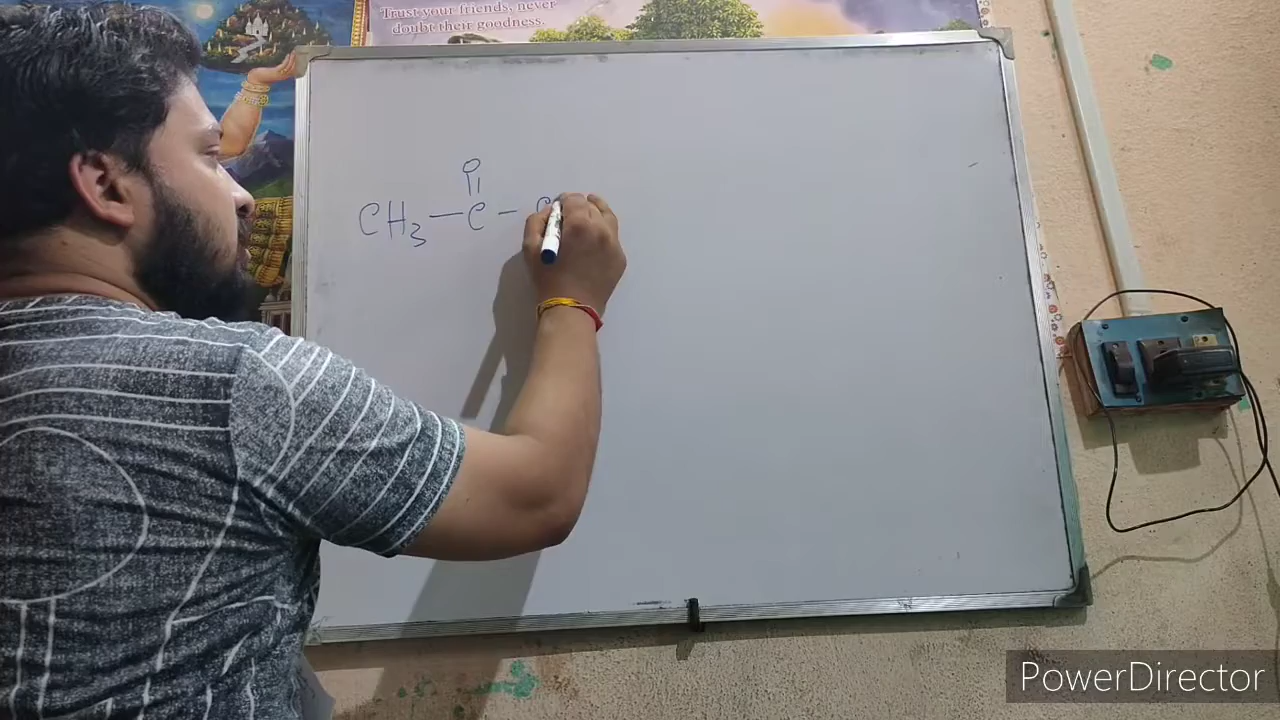 Trust your friends, never
doubt their goodness.
O
||
CH3 — C — C
PowerDirector